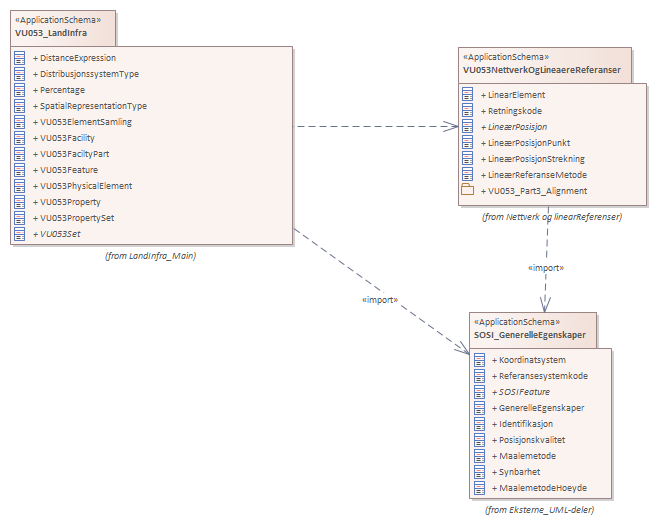 «ApplicationSchema»
VU053_LandInfra
+ DistanceExpression
+ DistribusjonssystemType
+ Percentage
+ SpatialRepresentationType
+ VU053ElementSamling
+ VU053Facility
+ VU053FaciltyPart
+ VU053Feature
+ VU053PhysicalElement
+ VU053Property
+ VU053PropertySet
+ VU053Set
(from LandInfra_Main)
«ApplicationSchema»
VU053NettverkOgLineaereReferanser
+ LinearElement
+ Retningskode
+ LineærPosisjon
+ LineærPosisjonPunkt
+ LineærPosisjonStrekning
+ LineærReferanseMetode
+ VU053_Part3_Alignment
(from Nettverk og linearReferenser)
«import»
«import»
«ApplicationSchema»
SOSI_GenerelleEgenskaper
+ Koordinatsystem
+ Referansesystemkode
+ SOSIFeature
+ GenerelleEgenskaper
+ Identifikasjon
+ Posisjonskvalitet
+ Maalemetode
+ Synbarhet
+ MaalemetodeHoeyde
(from Eksterne_UML-deler)